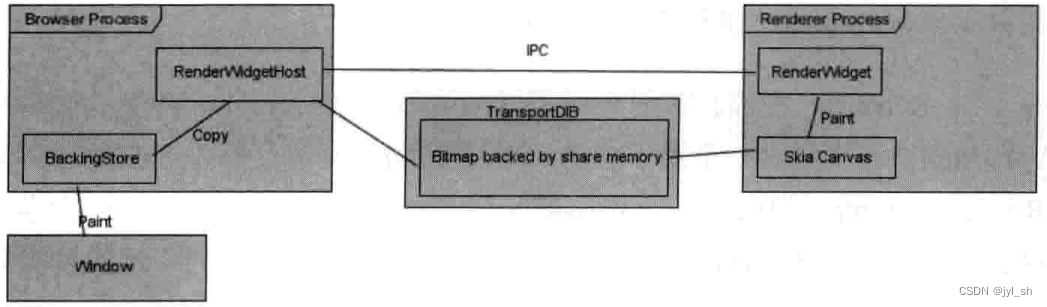 Browser Process
Renderer Process
IPC
RenderWidgetHost
RenderWidget
TransportDIB
Copy
Paint
BackingStore
Bitmap backed by share memory
Skia Canvas
Paint
Window
CSDN @jyl_sh